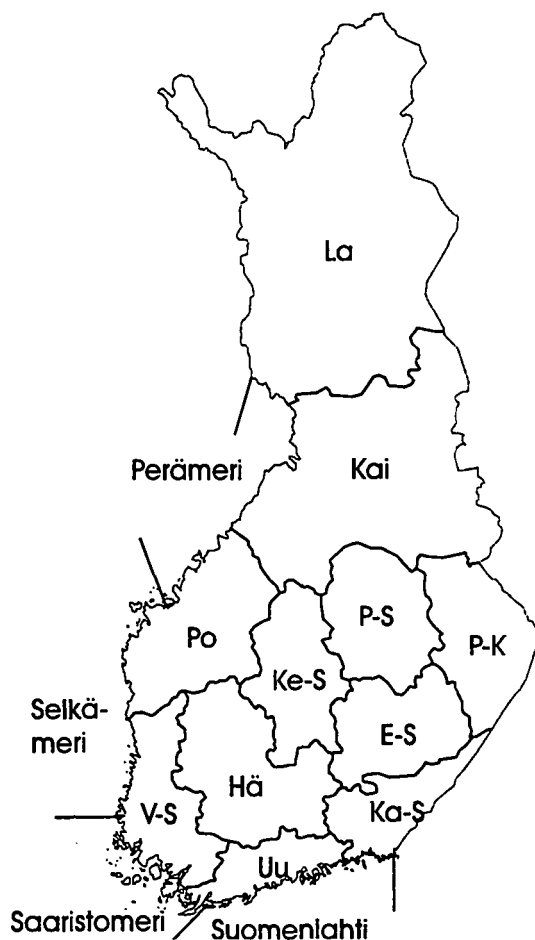 La
Perämeri
Kai
P-S
Po
P-K
Ke-S
Selkä-
meri
E-S
Hä
V-S
Ka-S
Uu
Saaristomeri
Suomenlahti